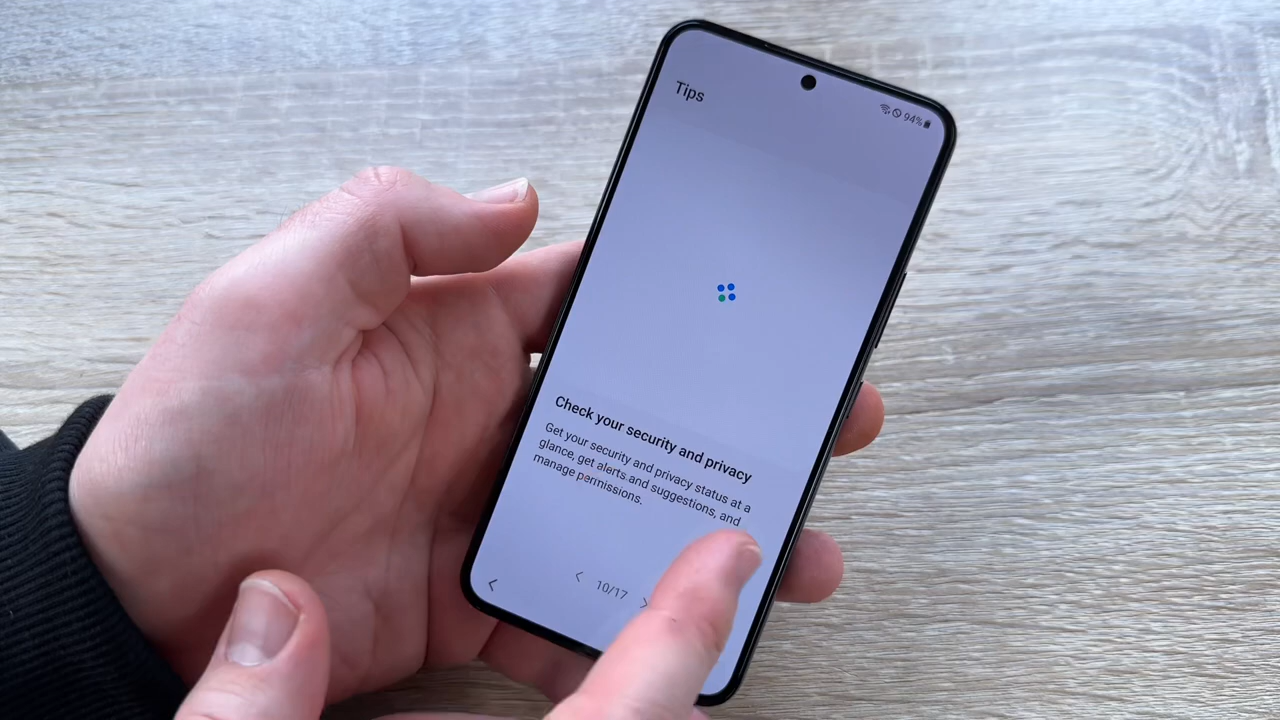 Tips
94%
Check your security and privacy
Get your security and privacy status at a
glance, get alerts and suggestions, and
manage permissions.
10/17